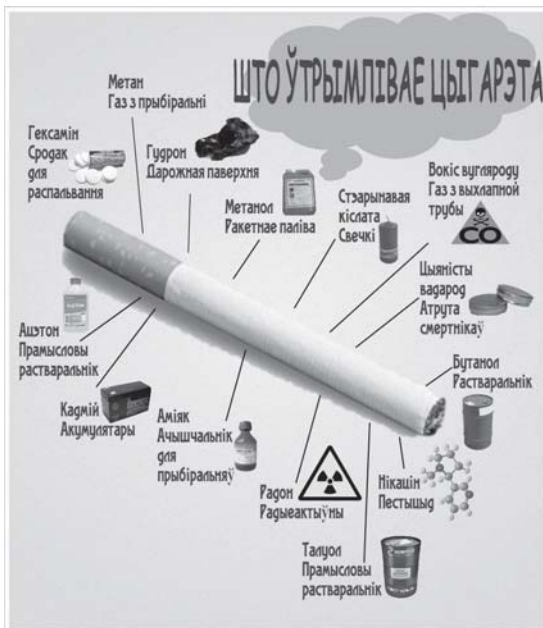 ШТО ЎТРЫМЛІВАЕ ЦЫГАРЭТА
Метан
Газ з прыбіральні
Гексамін
Сродак
для
распальвання
Гудрон
Дарожная паверхня
Метанол
Ракетнае паліва
Стэарынавая
кіслата
Свечкі
Вокіс вугляроду
Газ з выхлапной
трубы
CO
Цыяністы
вадарод
Атрута
смертнікаў
Ацэтон
Прамысловы
растваральнік
Кадмій
Акумулятары
Аміяк
Ачышчальнік
для
прыбіральняў
Радон
Радыеактыўны
Талуол
Прамысловы
растваральнік
Нікацін
Пестыцыд
Бутанол
Растваральнік